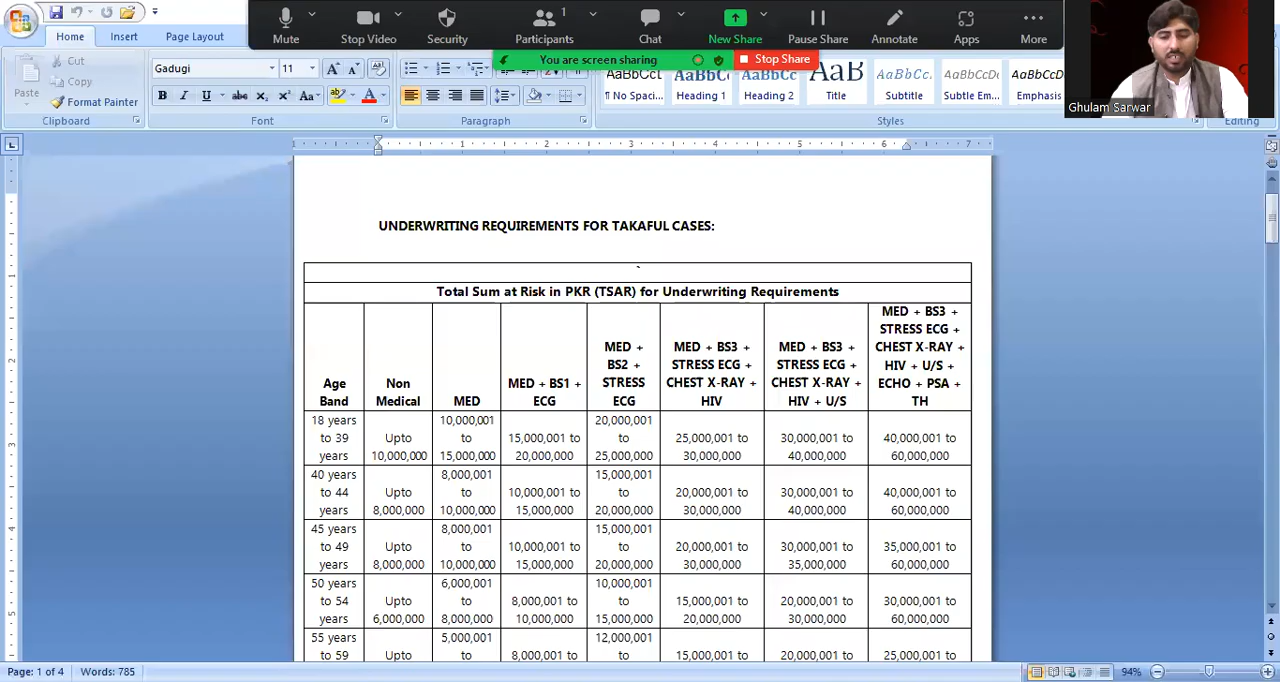 Mute
Stop Video
Security
Participants
1
Chat
New Share
Pause Share
Annotate
Apps
More
You are screen sharing
Stop Share
Ghulam Sarwar
Home
Insert
Page Layout
Cut
Copy
Paste
Format Painter
Clipboard
Gadugi
11
Font
Paragraph
AaBbCcL
AaBbC
AaBbCc
AaB
AaBbCc.
AaBbCcDc
AaBbCcDc
¶ No Spaci...
Heading 1
Heading 2
Title
Subtitle
Subtle Em...
Emphasis
Styles
Editing
UNDERWRITING REQUIREMENTS FOR TAKAFUL CASES:
Total Sum at Risk in PKR (TSAR) for Underwriting Requirements
Age Band
Non Medical
MED
MED + BS1 + ECG
MED + BS2 + STRESS ECG
MED + BS3 + STRESS ECG + CHEST X-RAY + HIV
MED + BS3 + STRESS ECG + CHEST X-RAY + HIV + U/S
MED + BS3 + STRESS ECG + CHEST X-RAY + HIV + U/S + ECHO + PSA + TH
18 years to 39 years
Upto 10,000,000
10,000,001 to 15,000,000
15,000,001 to 20,000,000
20,000,001 to 25,000,000
25,000,001 to 30,000,000
30,000,001 to 40,000,000
40,000,001 to 60,000,000
40 years to 44 years
Upto 8,000,000
8,000,001 to 10,000,000
10,000,001 to 15,000,000
15,000,001 to 20,000,000
20,000,001 to 30,000,000
30,000,001 to 40,000,000
40,000,001 to 60,000,000
45 years to 49 years
Upto 8,000,000
8,000,001 to 10,000,000
10,000,001 to 15,000,000
15,000,001 to 20,000,000
20,000,001 to 30,000,000
30,000,001 to 35,000,000
35,000,001 to 60,000,000
50 years to 54 years
Upto 6,000,000
6,000,001 to 8,000,000
8,000,001 to 10,000,000
10,000,001 to 15,000,000
15,000,001 to 20,000,000
20,000,001 to 30,000,000
30,000,001 to 60,000,000
55 years to 59
Upto
5,000,001 to
8,000,001 to
12,000,001 to
15,000,001 to
20,000,001 to
25,000,001 to
Page: 1 of 4
Words: 785
94%